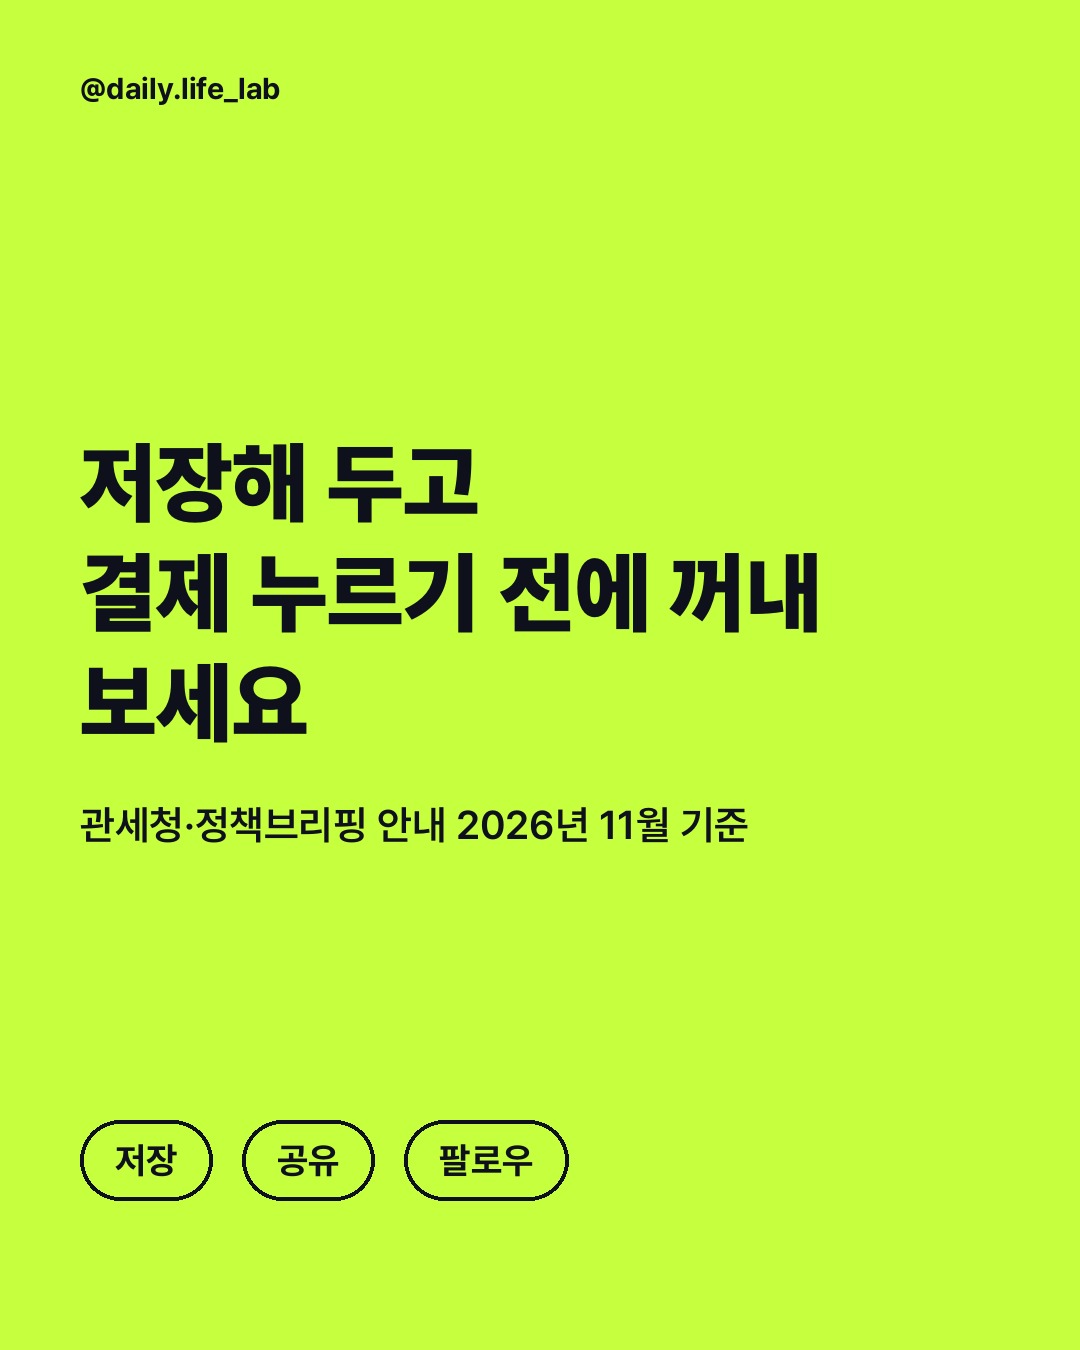 @daily.life_lab
저장해 두고
결제 누르기 전에 꺼내
보세요
관세청·정책브리핑 안내 2026년 11월 기준
저장
공유
팔로우